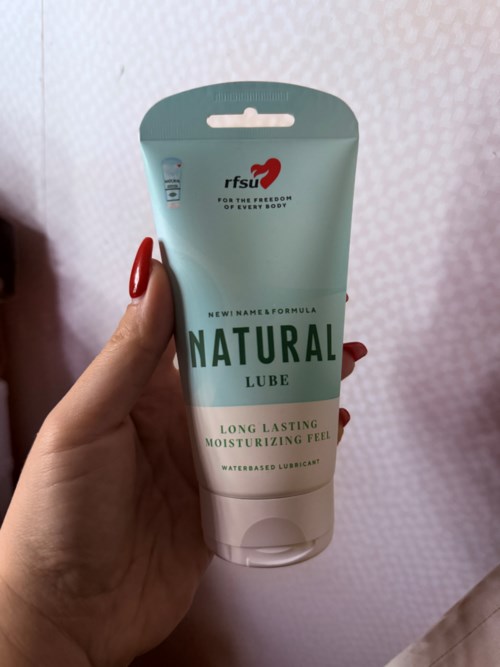 rfsu
FOR THE FREEDOM
OF EVERY BODY
NEW! NAME & FORMULA
NATURAL
LUBE
LONG LASTING
MOISTURIZING FEEL
WATERBASED LUBRICANT